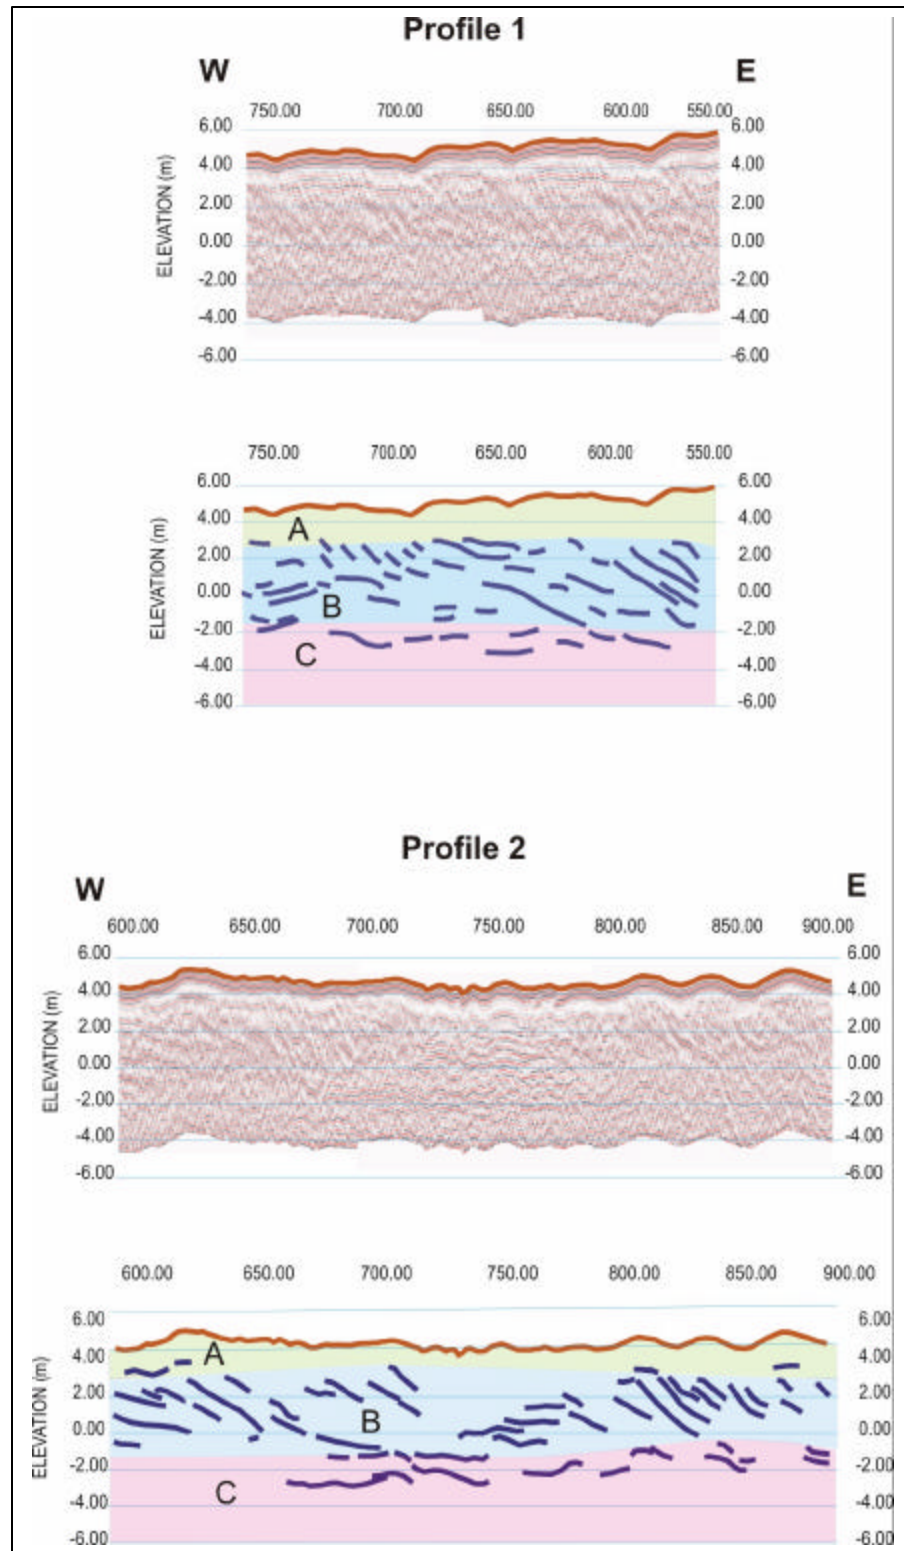 Profile 1
W E
750.00 700.00 650.00 600.00 550.00
6.00 6.00
4.00 4.00
2.00 2.00
0.00 0.00
-2.00 -2.00
-4.00 -4.00
-6.00 -6.00
ELEVATION (m)
750.00 700.00 650.00 600.00 550.00
6.00 6.00
4.00 A 4.00
2.00 2.00
0.00 B 0.00
-2.00 -2.00
C
-4.00 -4.00
-6.00 -6.00
ELEVATION (m)
Profile 2
W E
600.00 650.00 700.00 750.00 800.00 850.00 900.00
6.00 6.00
4.00 4.00
2.00 2.00
0.00 0.00
-2.00 -2.00
-4.00 -4.00
-6.00 -6.00
ELEVATION (m)
600.00 650.00 700.00 750.00 800.00 850.00 900.00
6.00 6.00
4.00 A 4.00
2.00 2.00
0.00 B 0.00
-2.00 -2.00
C
-4.00 -4.00
-6.00 -6.00
ELEVATION (m)